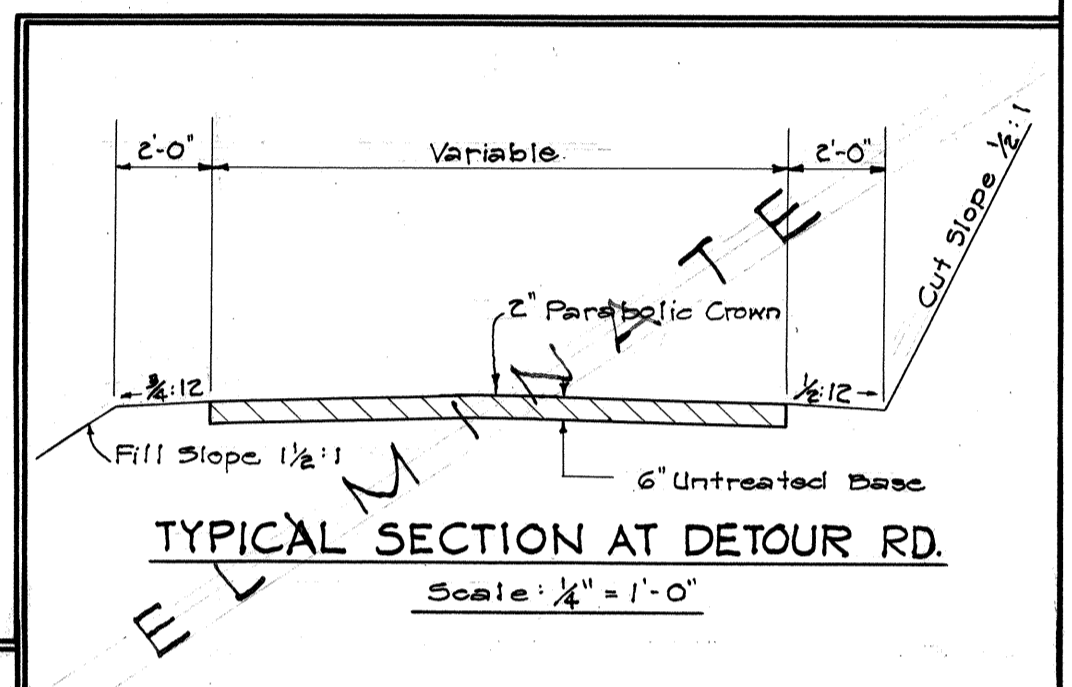 2'-0" Variable 2'-0"
Cut Slope ½:1
2" Parabolic Crown
¾:12 ½:12
Fill Slope 1½:1
6" Untreated Base
TYPICAL SECTION AT DETOUR RD.
Scale: ¼" = 1'-0"
ELMINATE